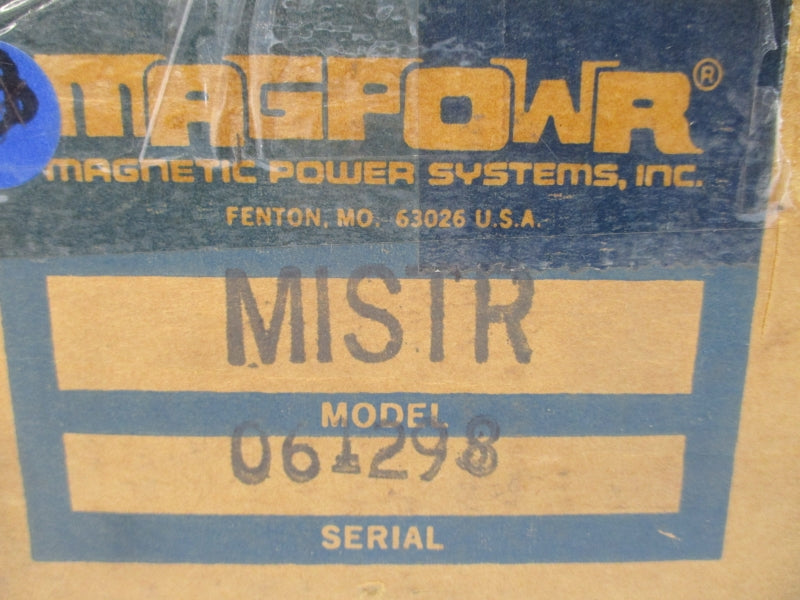 MAGPOWR®
MAGNETIC POWER SYSTEMS, INC.
FENTON, MO. 63026 U.S.A.
MISTR
MODEL
061298
SERIAL